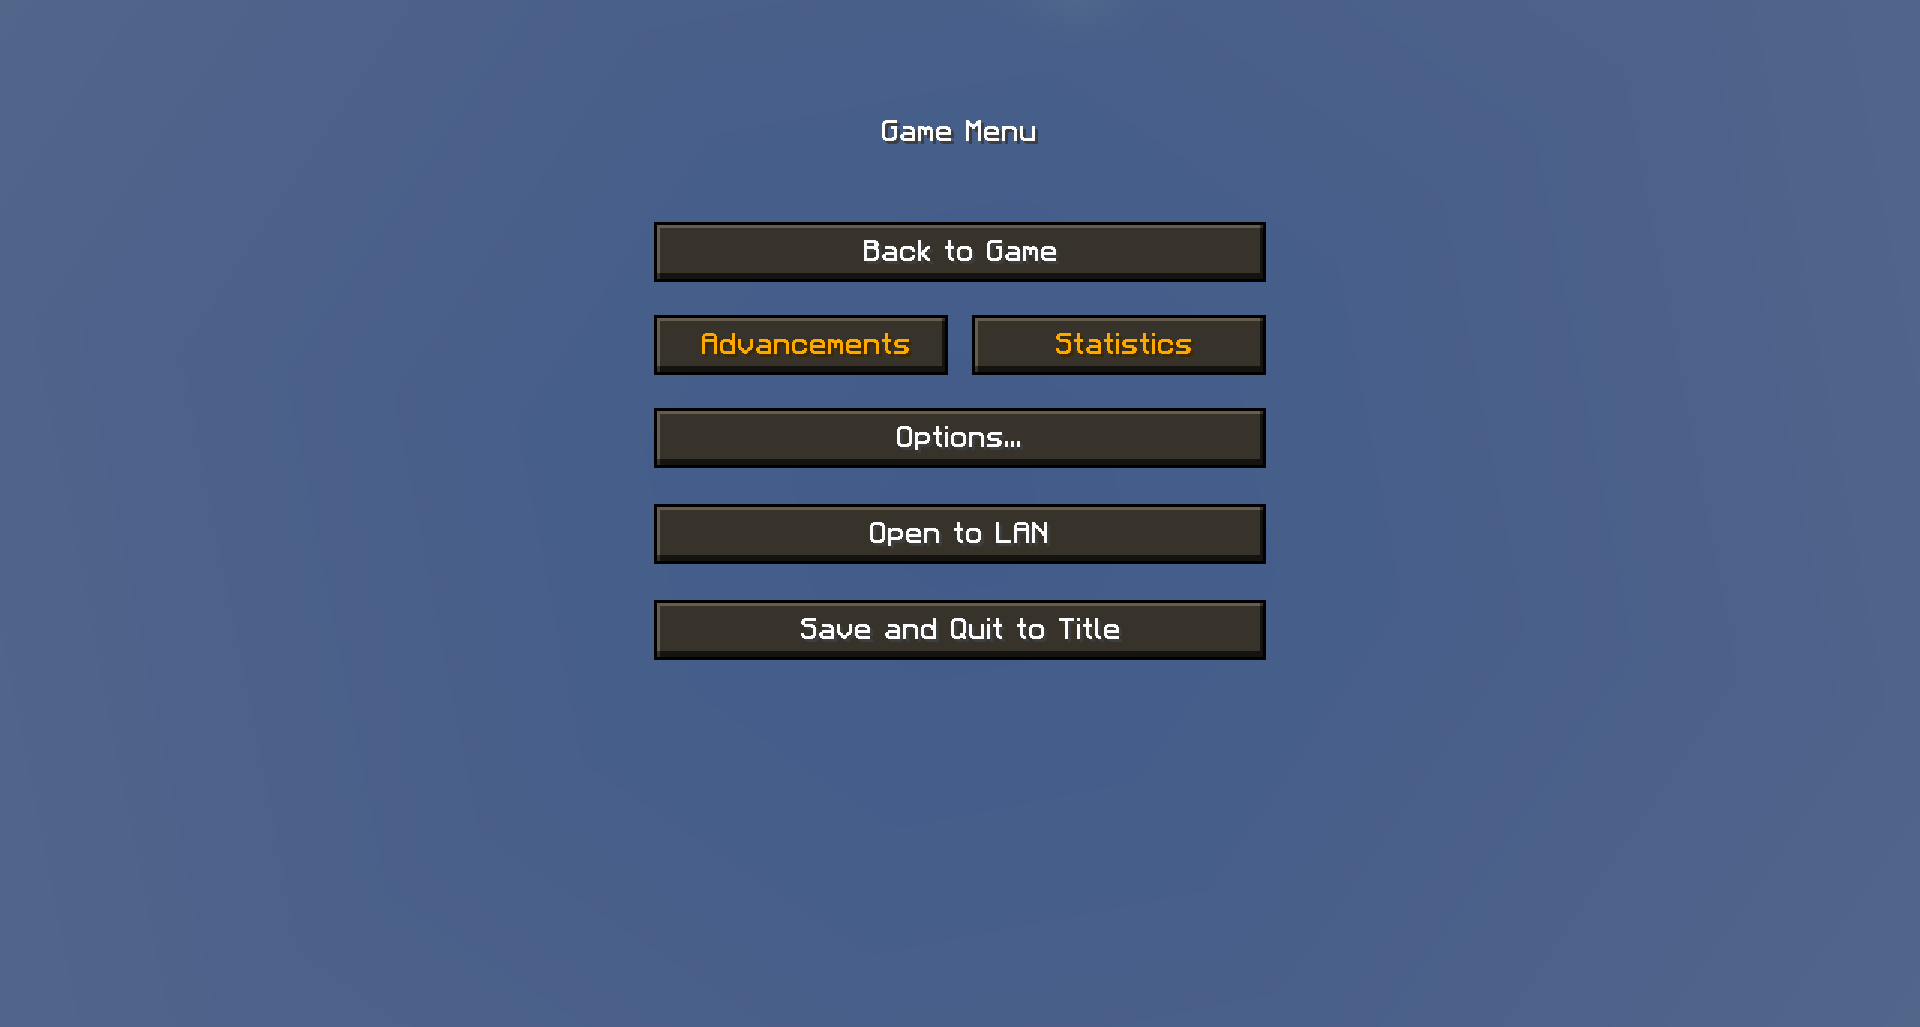 Game Menu
Back to Game
Advancements
Statistics
Options...
Open to LAN
Save and Quit to Title